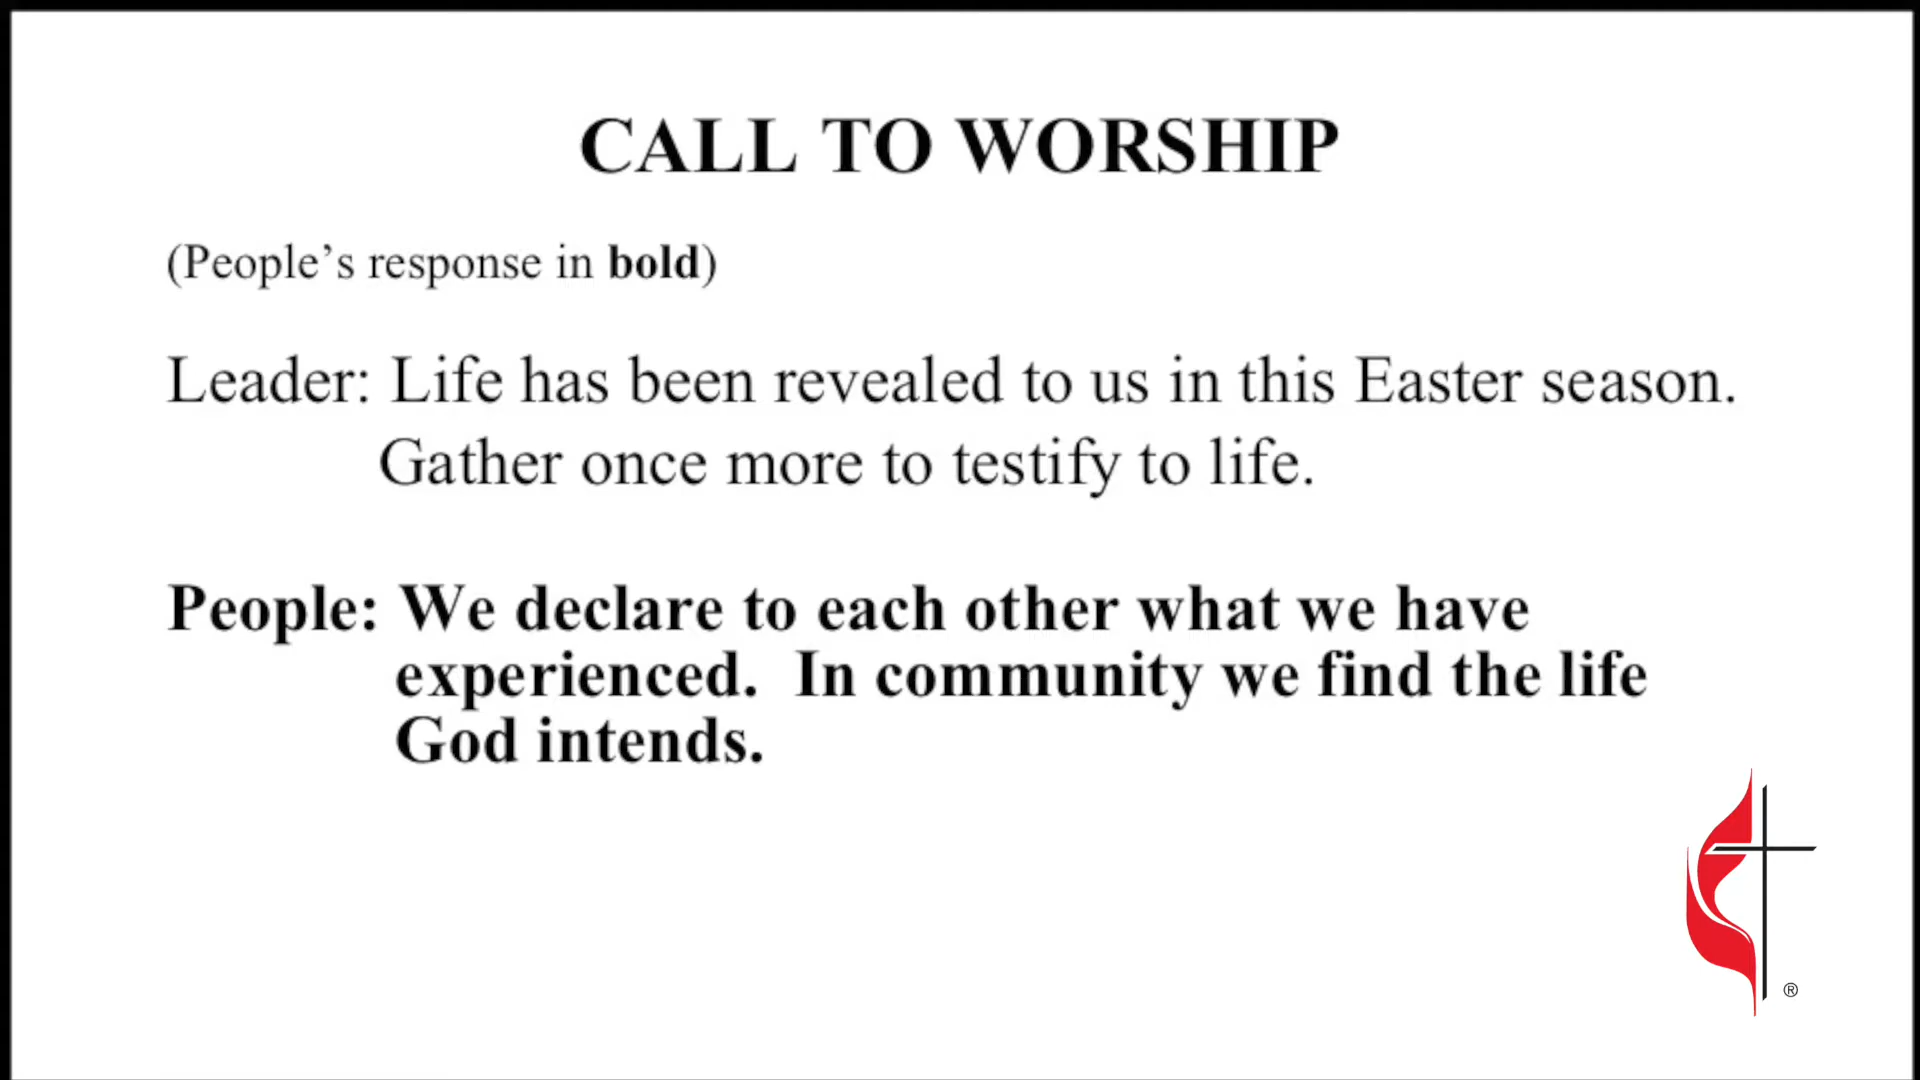 CALL TO WORSHIP
(People’s response in bold)
Leader: Life has been revealed to us in this Easter season.
Gather once more to testify to life.
People: We declare to each other what we have
experienced.  In community we find the life
God intends.
®